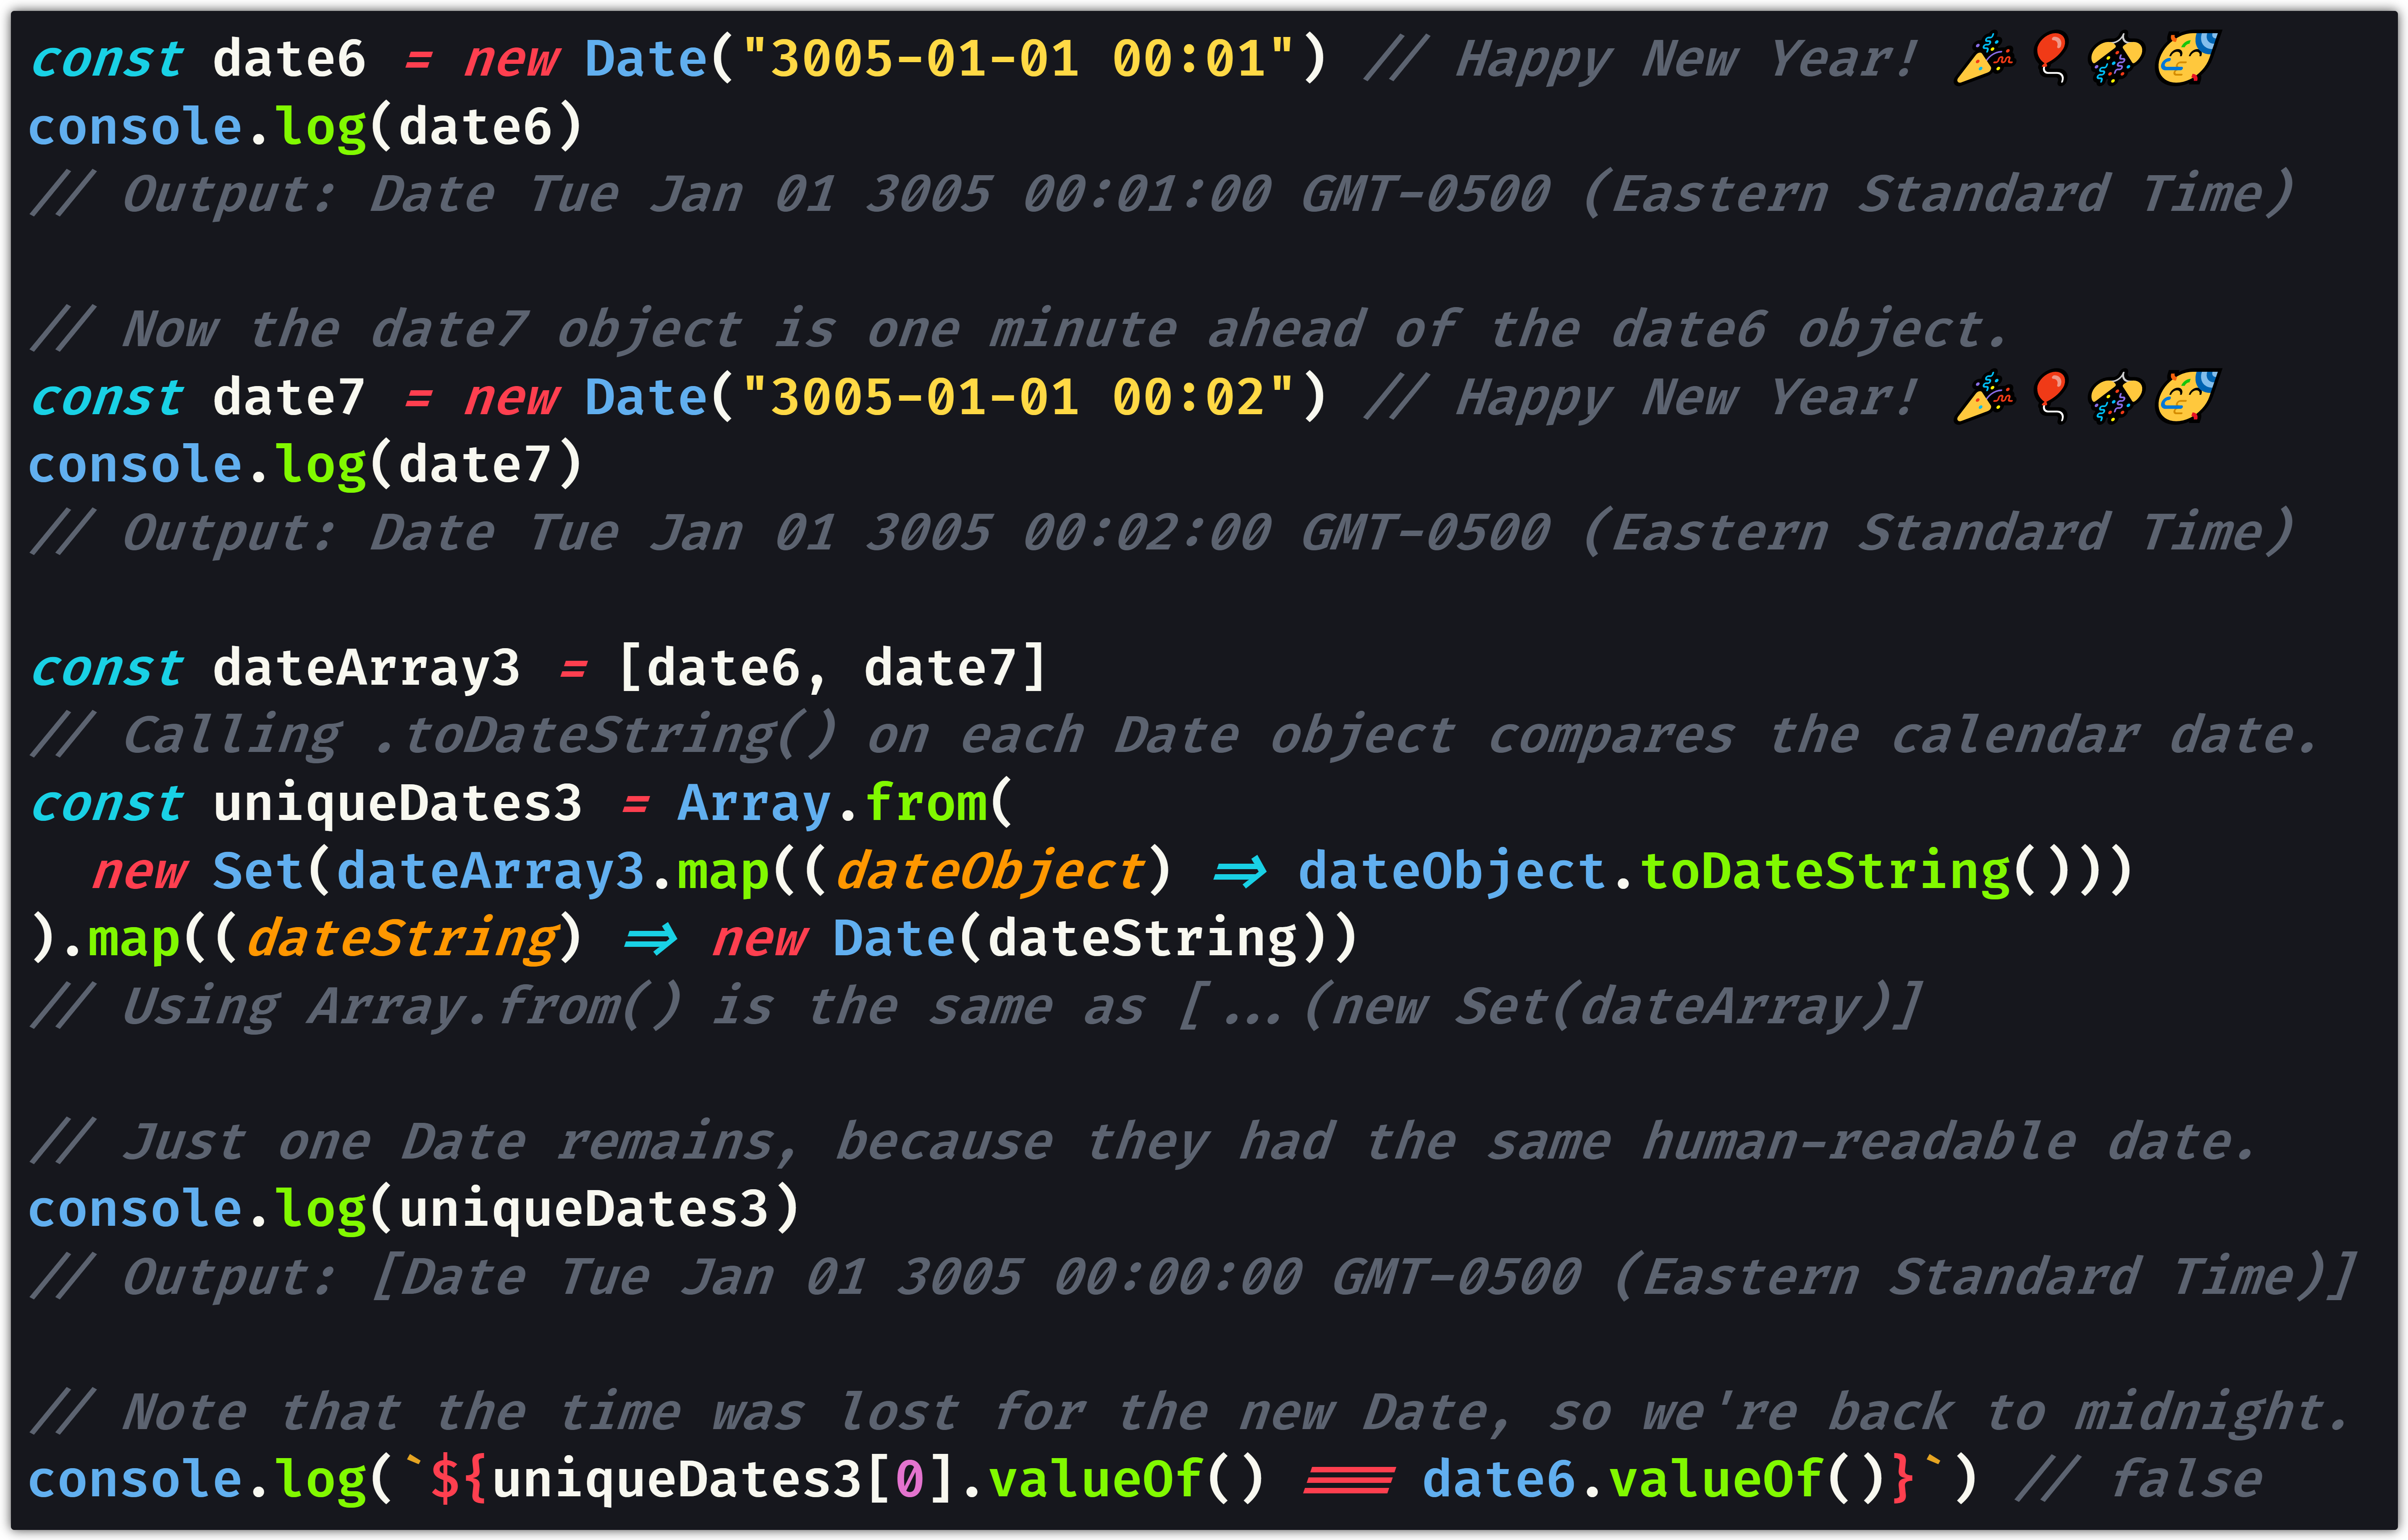 const date6 = new Date("3005-01-01 00:01") // Happy New Year! 🎉🎈🎊🥳
console.log(date6)
// Output: Date Tue Jan 01 3005 00:01:00 GMT-0500 (Eastern Standard Time)
// Now the date7 object is one minute ahead of the date6 object.
const date7 = new Date("3005-01-01 00:02") // Happy New Year! 🎉🎈🎊🥳
console.log(date7)
// Output: Date Tue Jan 01 3005 00:02:00 GMT-0500 (Eastern Standard Time)
const dateArray3 = [date6, date7]
// Calling .toDateString() on each Date object compares the calendar date.
const uniqueDates3 = Array.from(
  new Set(dateArray3.map((dateObject) => dateObject.toDateString()))
).map((dateString) => new Date(dateString))
// Using Array.from() is the same as [...(new Set(dateArray)]
// Just one Date remains, because they had the same human-readable date.
console.log(uniqueDates3)
// Output: [Date Tue Jan 01 3005 00:00:00 GMT-0500 (Eastern Standard Time)]
// Note that the time was lost for the new Date, so we're back to midnight.
console.log(`${uniqueDates3[0].valueOf() === date6.valueOf()}`) // false